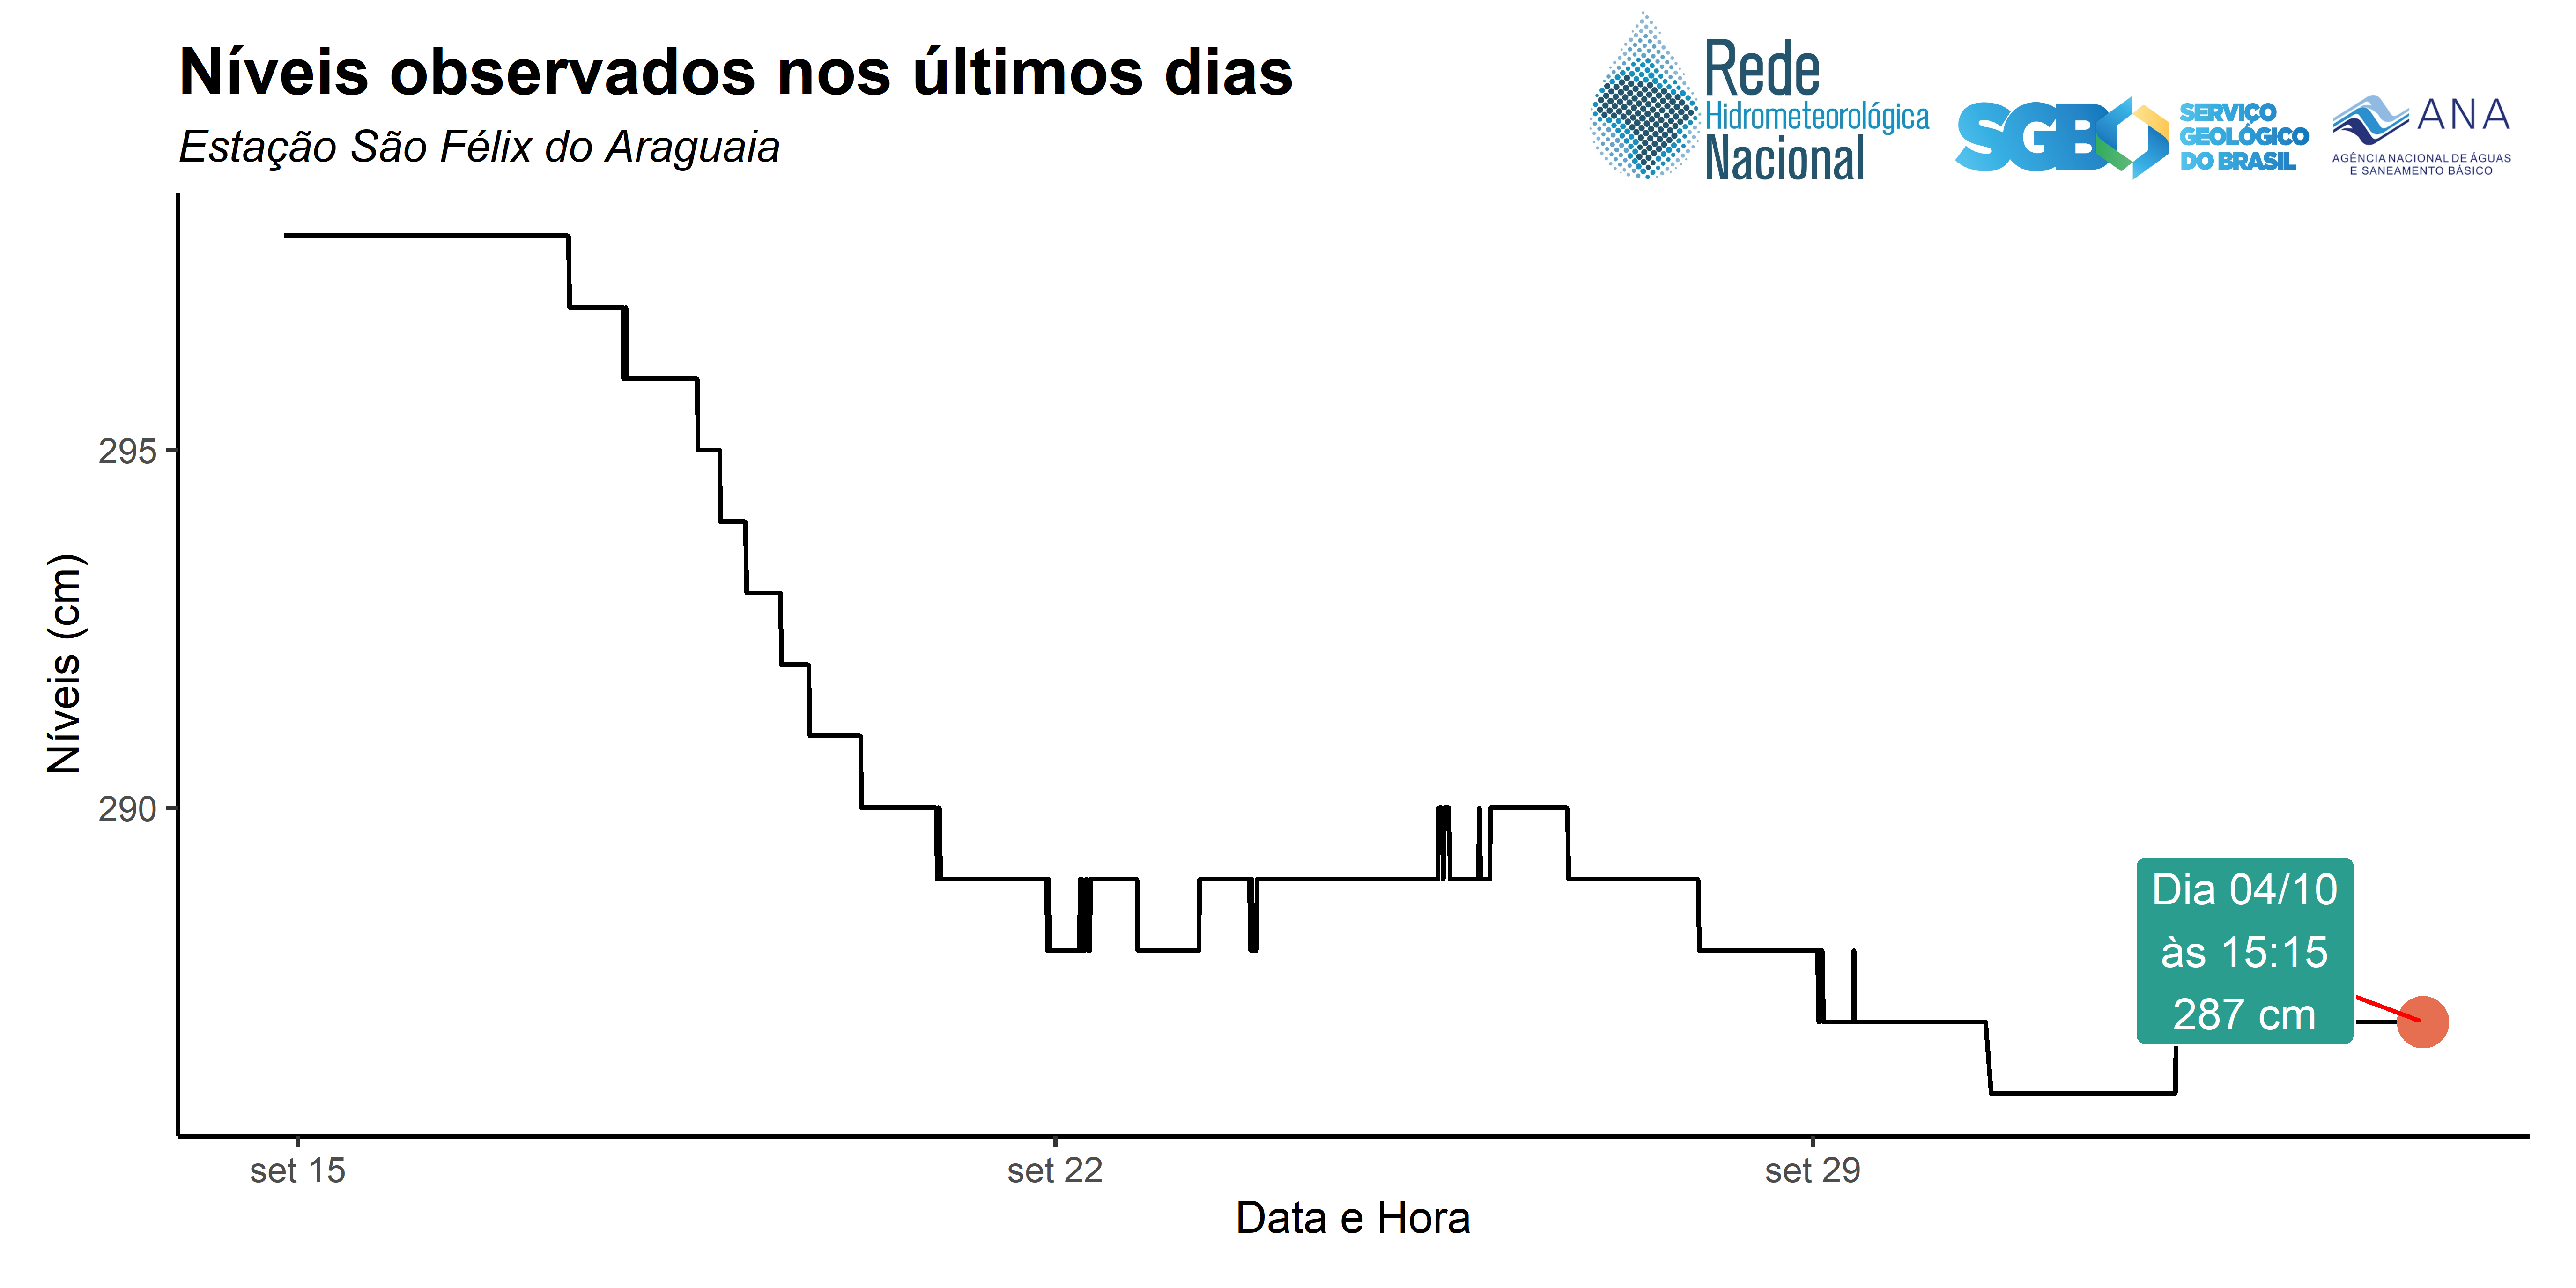 Níveis observados nos últimos dias
Estação São Félix do Araguaia
Rede
Hidrometeorológica
Nacional
SGB
SERVIÇO
GEOLÓGICO
DO BRASIL
ANA
AGÊNCIA NACIONAL DE ÁGUAS
E SANEAMENTO BÁSICO
Níveis (cm)
295
290
Dia 04/10
às 15:15
287 cm
set 15
set 22
set 29
Data e Hora